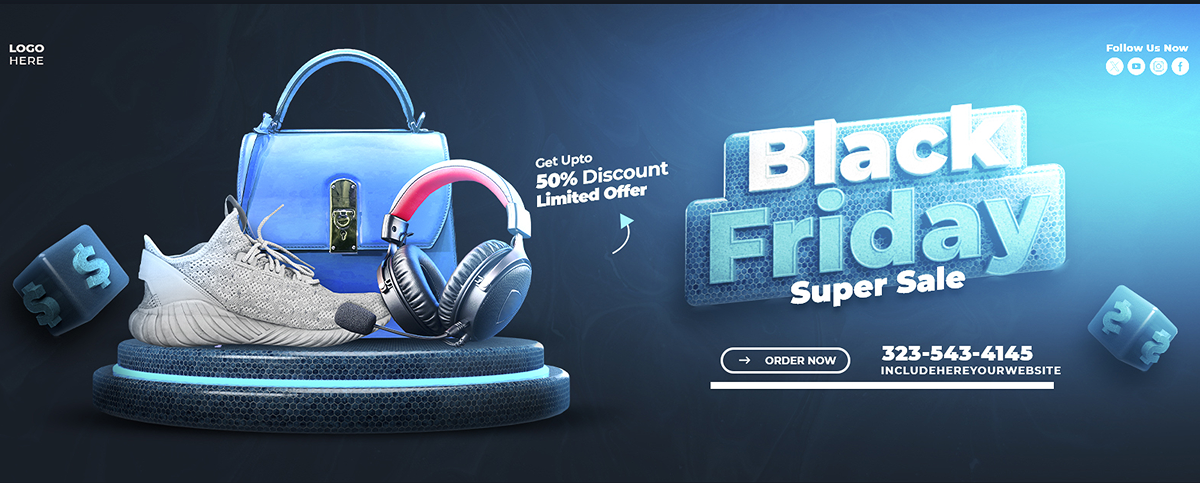 LOGO
HERE
Follow Us Now
Get Upto
50% Discount
Limited Offer
Black
Friday
Super Sale
$
$
$
$
→ ORDER NOW
323-543-4145
INCLUDEHEREYOURWEBSITE